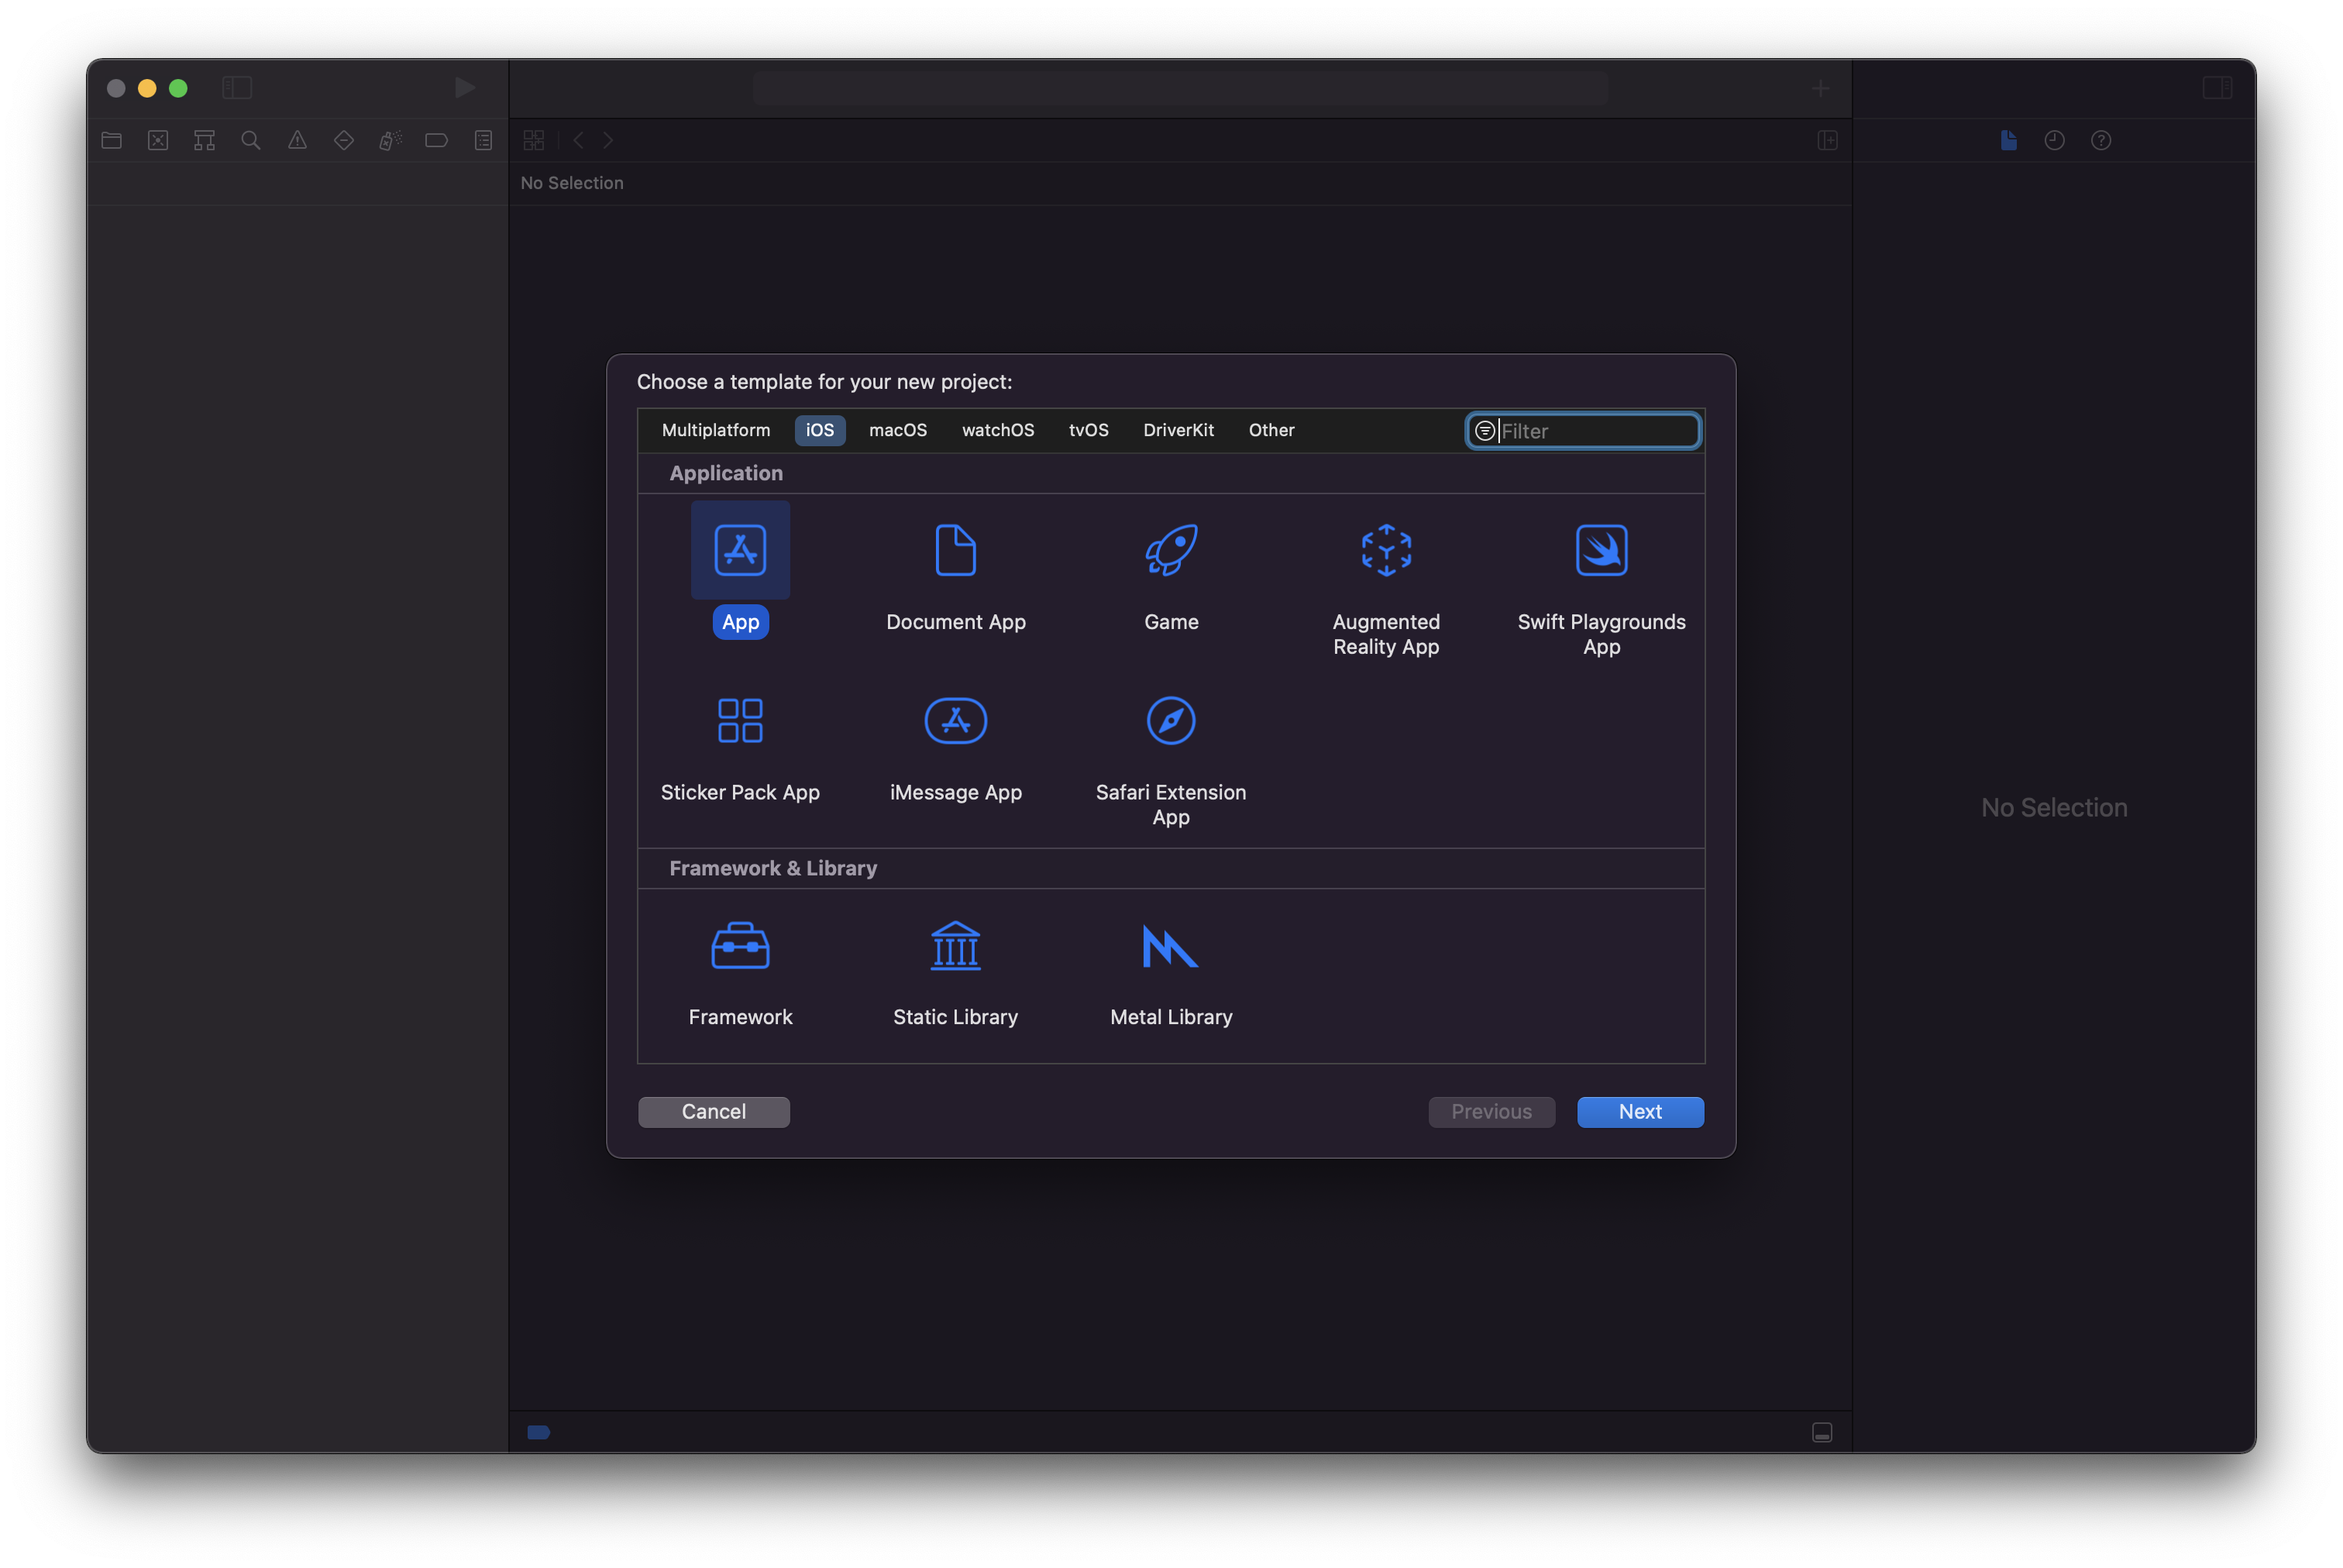 No Selection
Choose a template for your new project:
Multiplatform iOS macOS watchOS tvOS DriverKit Other Filter
Application
App Document App Game Augmented Reality App Swift Playgrounds App
Sticker Pack App iMessage App Safari Extension App
No Selection
Framework & Library
Framework Static Library Metal Library
Cancel Previous Next